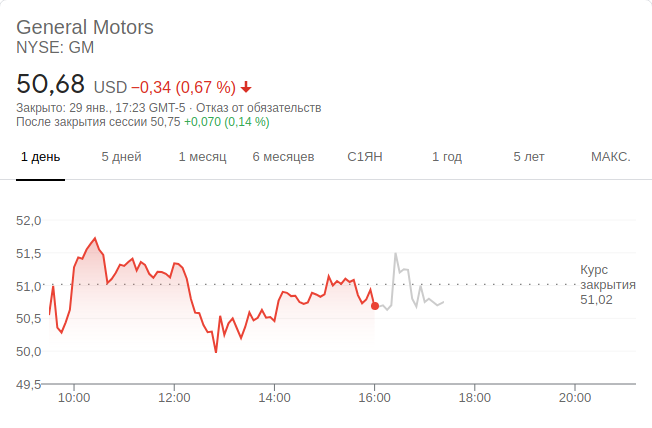 General Motors
NYSE: GM
50,68 USD −0,34 (0,67 %)
Закрыто: 29 янв., 17:23 GMT-5 · Отказ от обязательств
После закрытия сессии 50,75 +0,070 (0,14 %)
1 день 5 дней 1 месяц 6 месяцев С1ЯН 1 год 5 лет МАКС.
52,0
51,5
51,0
50,5
50,0
49,5
Курс
закрытия
51,02
10:00 12:00 14:00 16:00 18:00 20:00